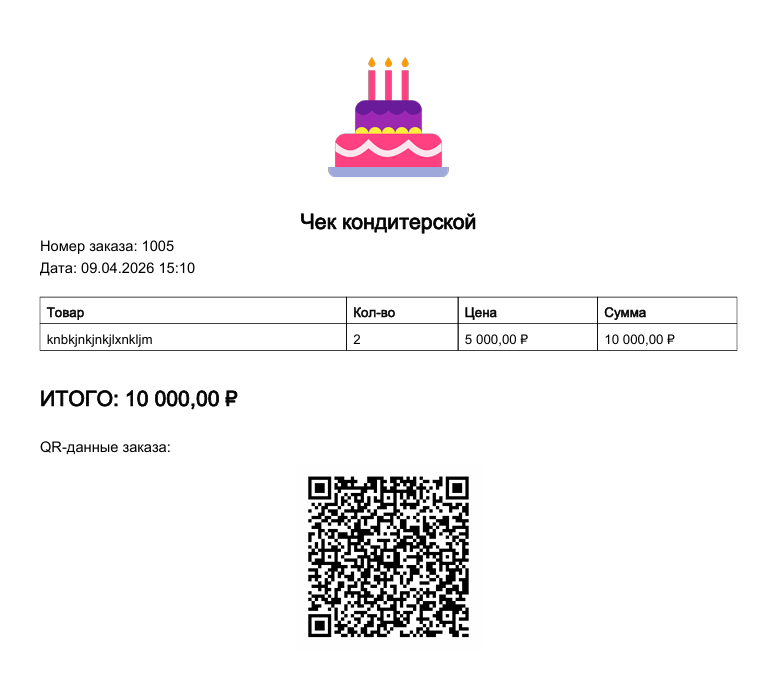 Чек кондитерской
Номер заказа: 1005
Дата: 09.04.2026 15:10
Товар Кол-во Цена Сумма
knbkjnkjnkjlxnkljm 2 5 000,00 ₽ 10 000,00 ₽
ИТОГО: 10 000,00 ₽
QR-данные заказа: